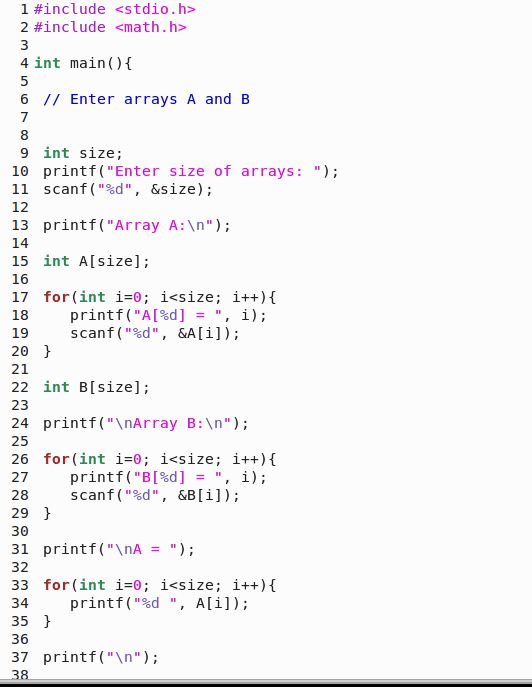 1 #include <stdio.h>
2 #include <math.h>
3
4 int main(){
5
6 // Enter arrays A and B
7
8
9 int size;
10 printf("Enter size of arrays: ");
11 scanf("%d", &size);
12
13 printf("Array A:\n");
14
15 int A[size];
16
17 for(int i=0; i<size; i++){
18 printf("A[%d] = ", i);
19 scanf("%d", &A[i]);
20 }
21
22 int B[size];
23
24 printf("\nArray B:\n");
25
26 for(int i=0; i<size; i++){
27 printf("B[%d] = ", i);
28 scanf("%d", &B[i]);
29 }
30
31 printf("\nA = ");
32
33 for(int i=0; i<size; i++){
34 printf("%d ", A[i]);
35 }
36
37 printf("\n");
38